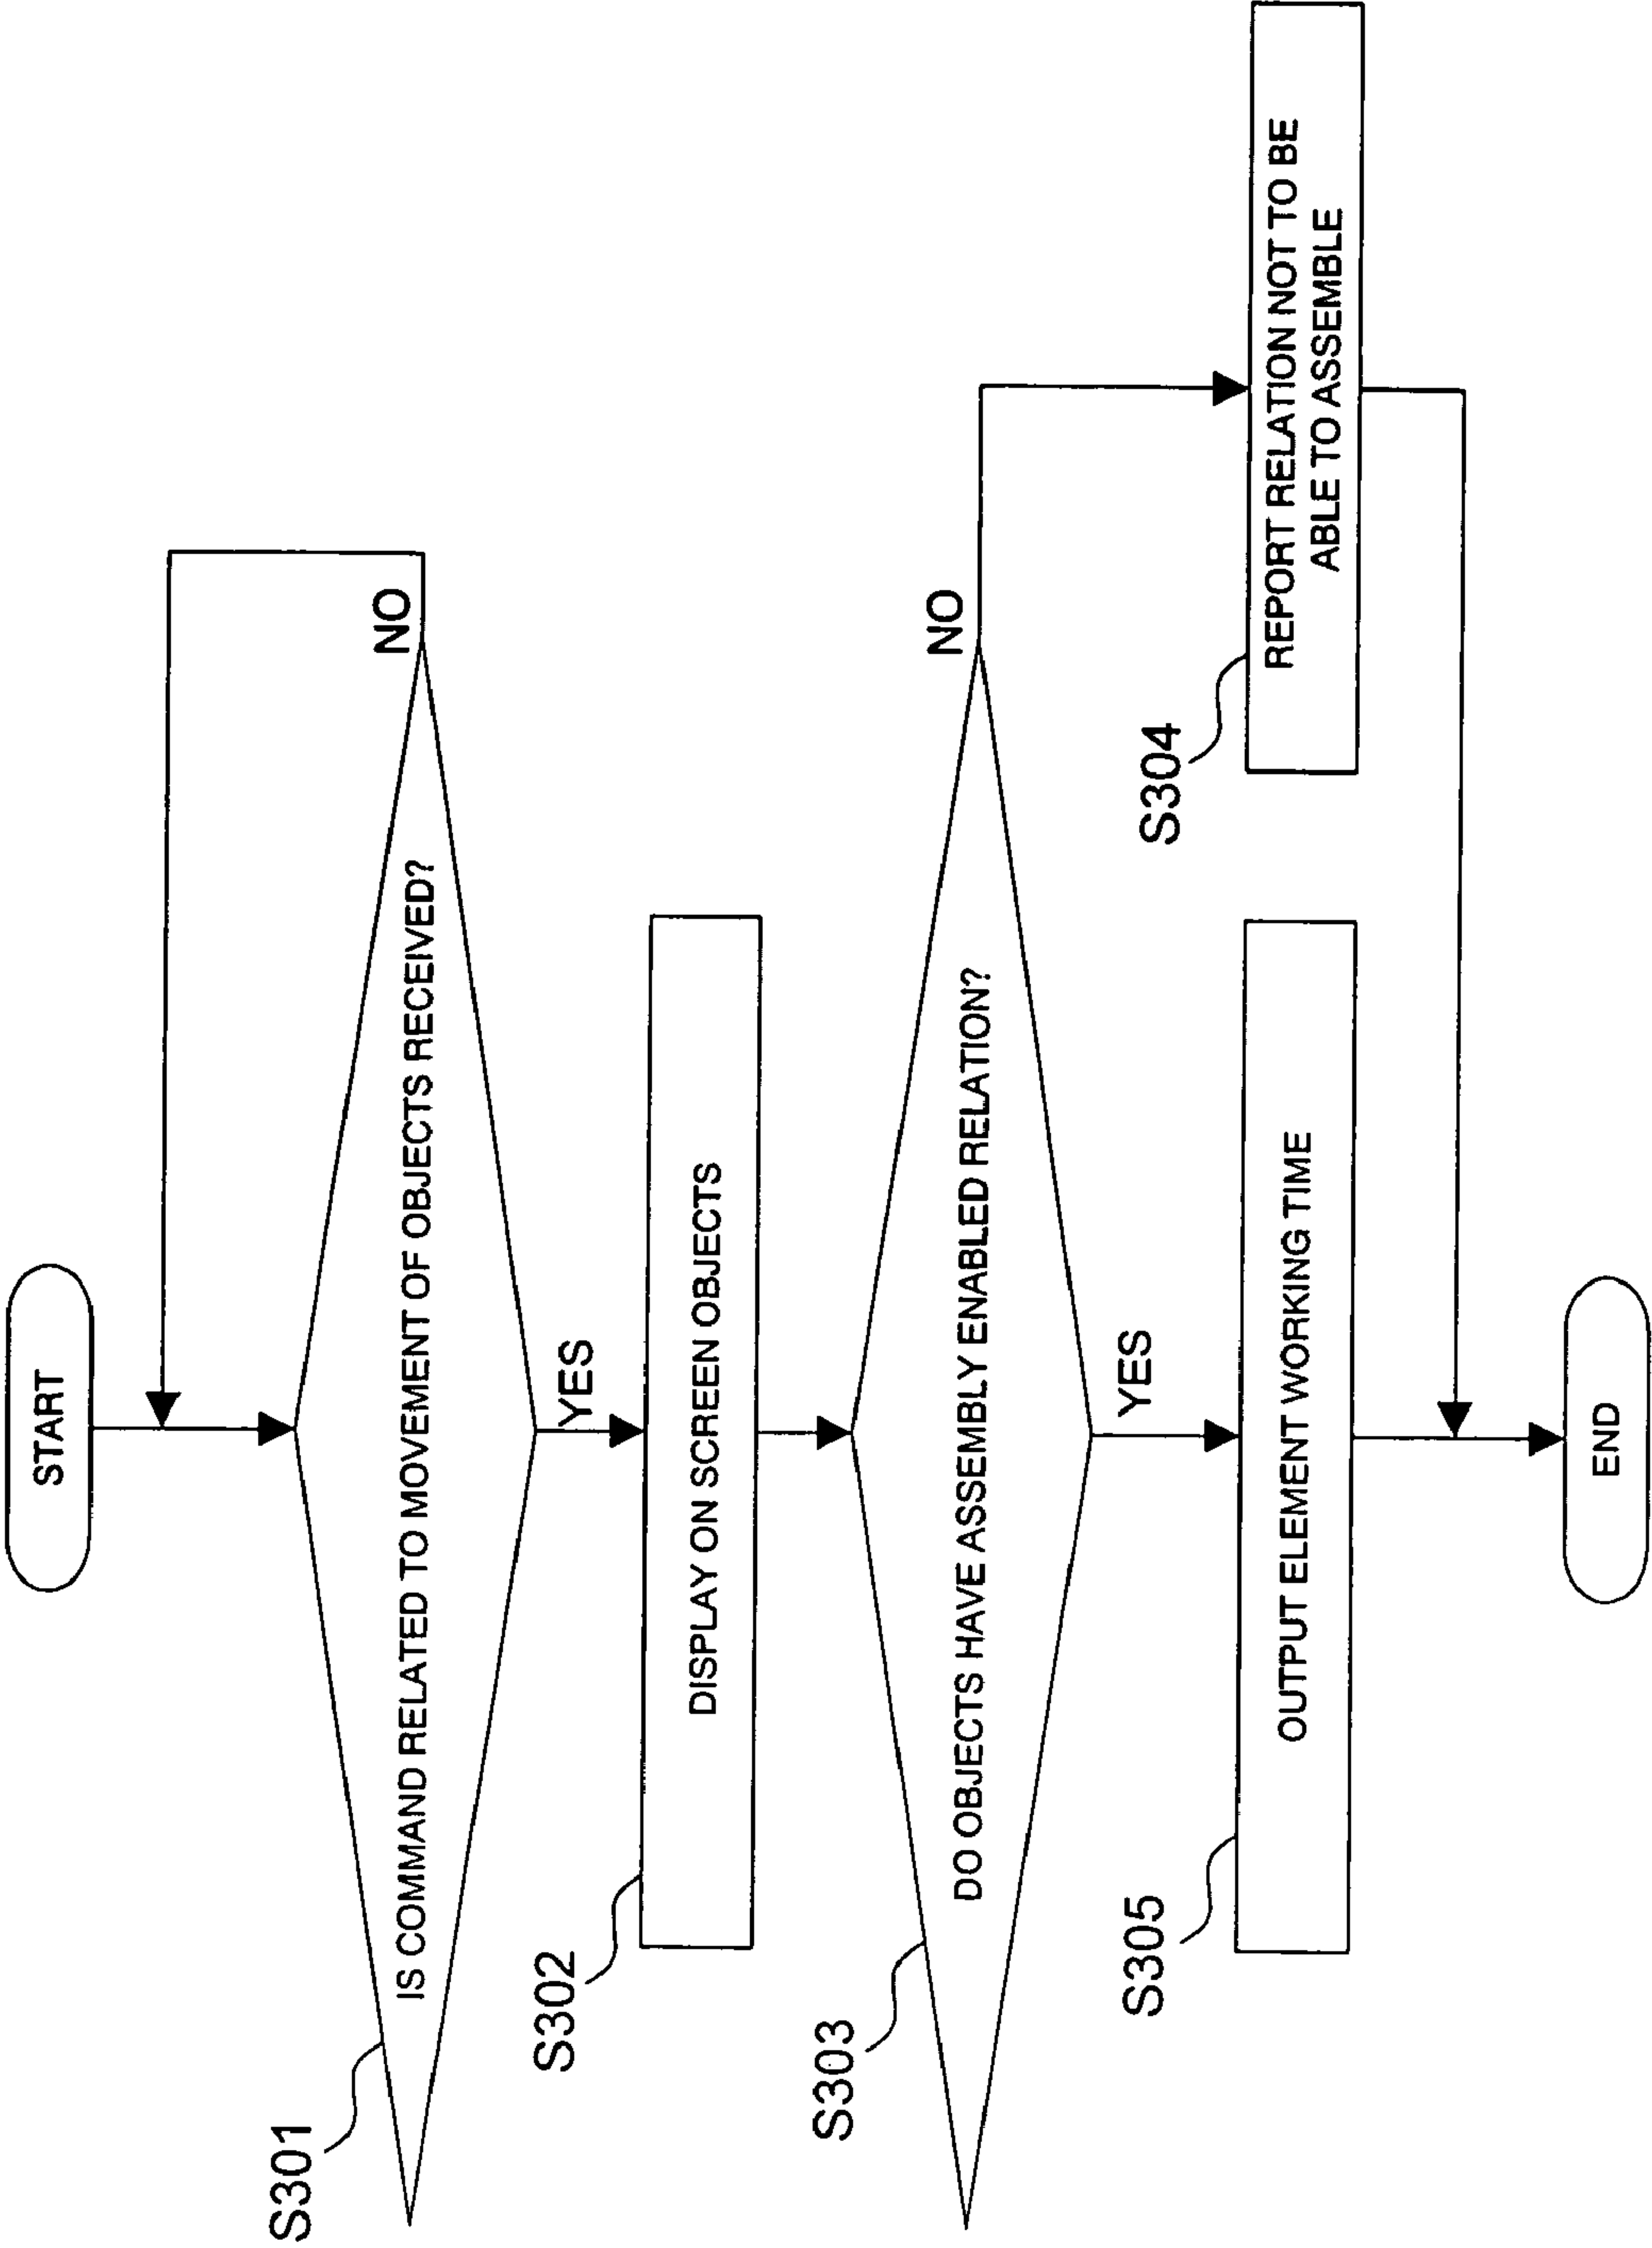 START
S301
IS COMMAND RELATED TO MOVEMENT OF OBJECTS RECEIVED?
NO
YES
S302
DISPLAY ON SCREEN OBJECTS
S303
DO OBJECTS HAVE ASSEMBLY ENABLED RELATION?
NO
YES
S304
REPORT RELATION NOT TO BE
ABLE TO ASSEMBLE
S305
OUTPUT ELEMENT WORKING TIME
END